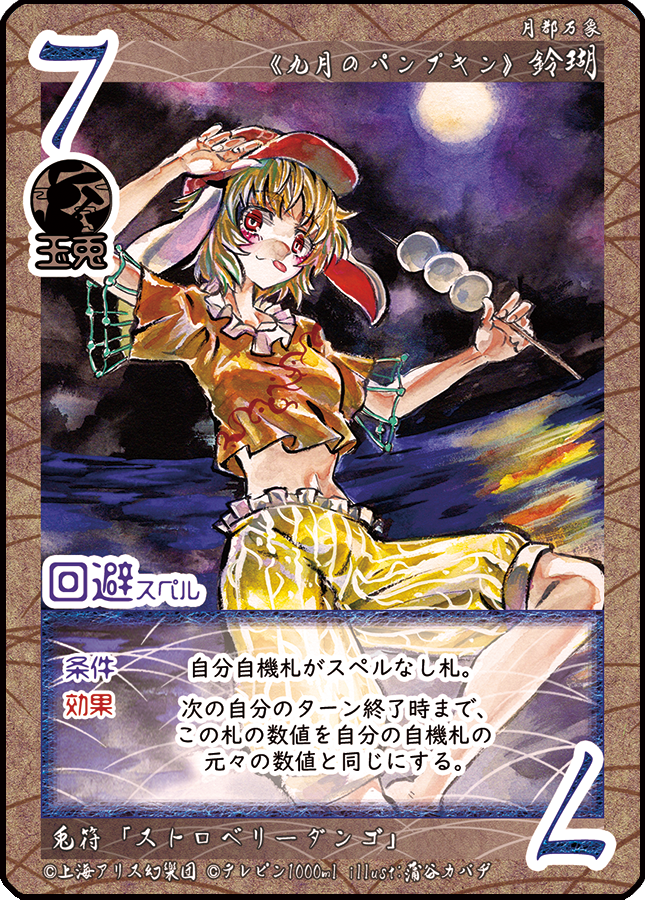 7
月都万象
《九月のパンプキン》 鈴瑚
玉兎
回避スペル
条件 自分自機札がスペルなし札。
効果 次の自分のターン終了時まで、
この札の数値を自分の自機札の
元々の数値と同じにする。
兎符「ストロベリーダンゴ」
7
©上海アリス幻樂団 ©テレピン1000ml illust:蒲谷カバヂ